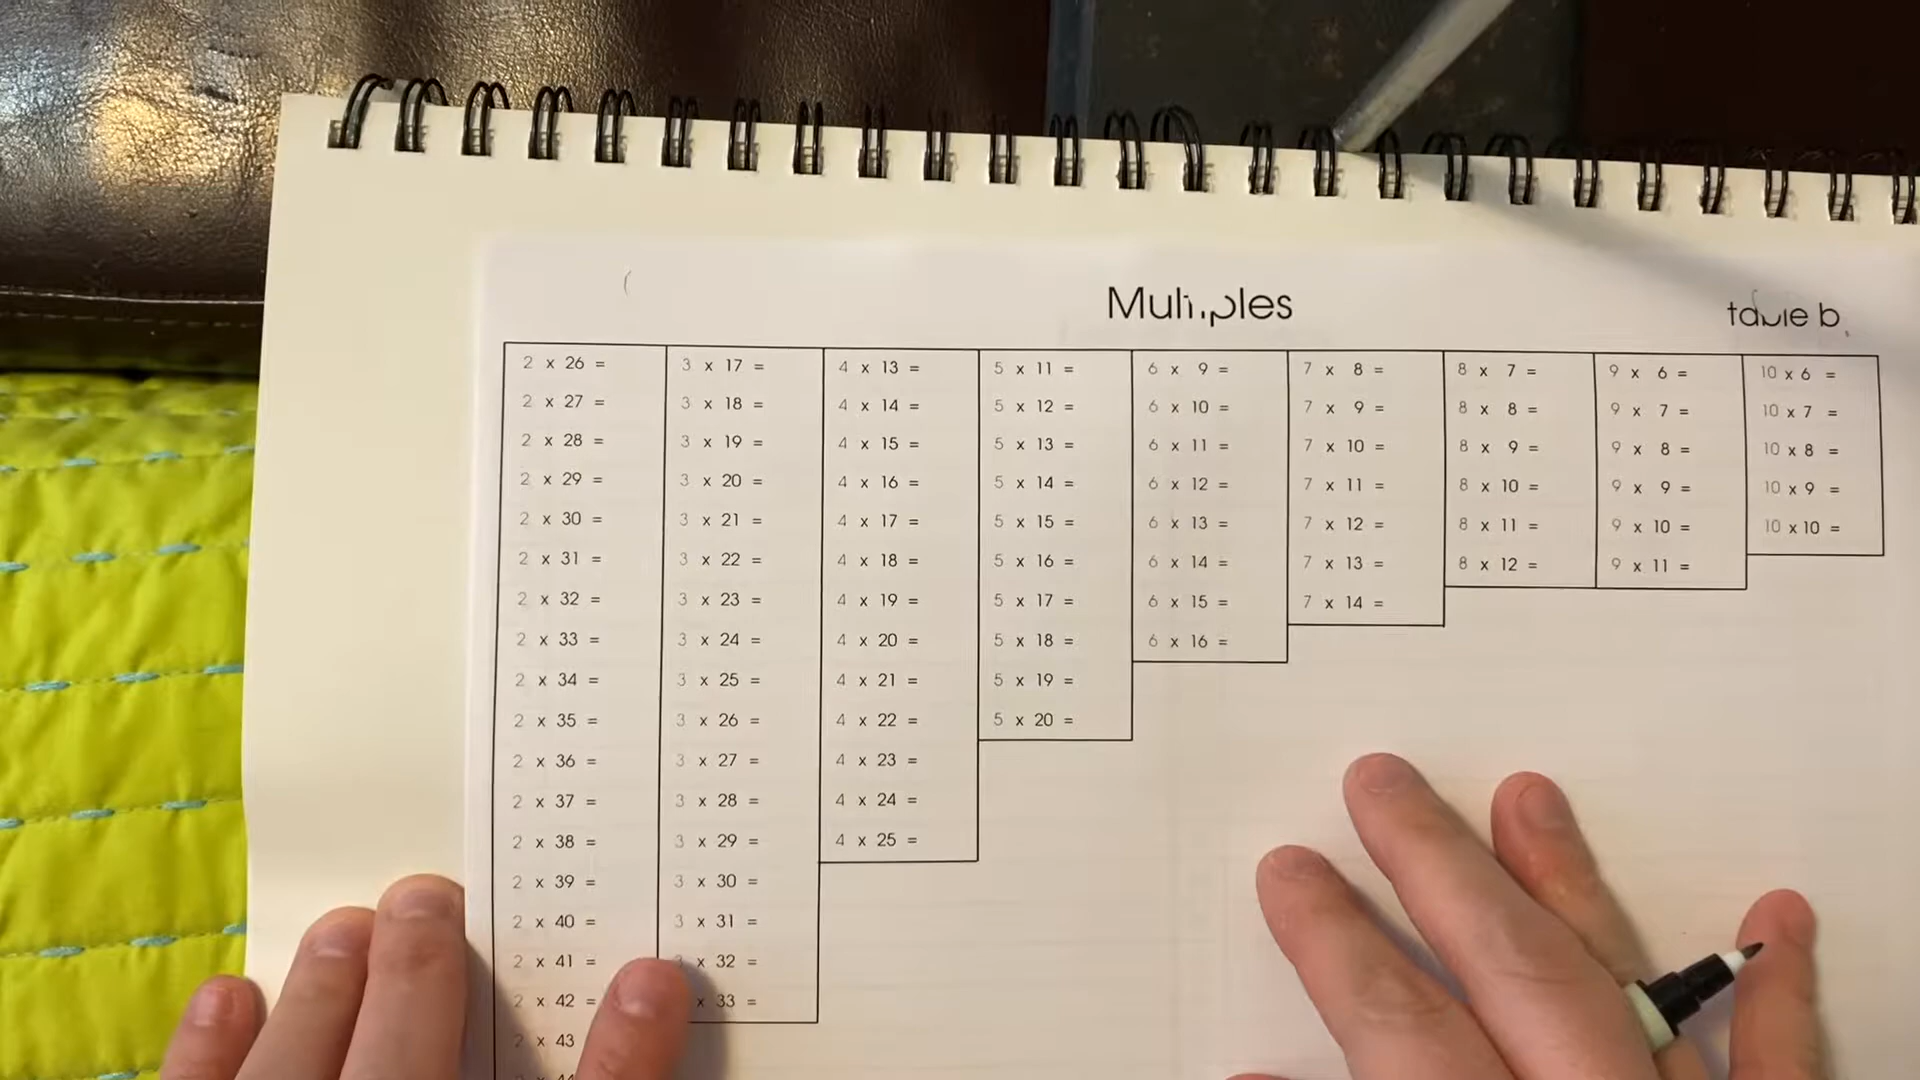 Multiples
table b
2 x 26 =
2 x 27 =
2 x 28 =
2 x 29 =
2 x 30 =
2 x 31 =
2 x 32 =
2 x 33 =
2 x 34 =
2 x 35 =
2 x 36 =
2 x 37 =
2 x 38 =
2 x 39 =
2 x 40 =
2 x 41 =
2 x 42 =
2 x 43
3 x 17 =
3 x 18 =
3 x 19 =
3 x 20 =
3 x 21 =
3 x 22 =
3 x 23 =
3 x 24 =
3 x 25 =
3 x 26 =
3 x 27 =
3 x 28 =
3 x 29 =
3 x 30 =
3 x 31 =
x 32 =
x 33 =
4 x 13 =
4 x 14 =
4 x 15 =
4 x 16 =
4 x 17 =
4 x 18 =
4 x 19 =
4 x 20 =
4 x 21 =
4 x 22 =
4 x 23 =
4 x 24 =
4 x 25 =
5 x 11 =
5 x 12 =
5 x 13 =
5 x 14 =
5 x 15 =
5 x 16 =
5 x 17 =
5 x 18 =
5 x 19 =
5 x 20 =
6 x 9 =
6 x 10 =
6 x 11 =
6 x 12 =
6 x 13 =
6 x 14 =
6 x 15 =
6 x 16 =
7 x 8 =
7 x 9 =
7 x 10 =
7 x 11 =
7 x 12 =
7 x 13 =
7 x 14 =
8 x 7 =
8 x 8 =
8 x 9 =
8 x 10 =
8 x 11 =
8 x 12 =
9 x 6 =
9 x 7 =
9 x 8 =
9 x 9 =
9 x 10 =
9 x 11 =
10 x 6 =
10 x 7 =
10 x 8 =
10 x 9 =
10 x 10 =